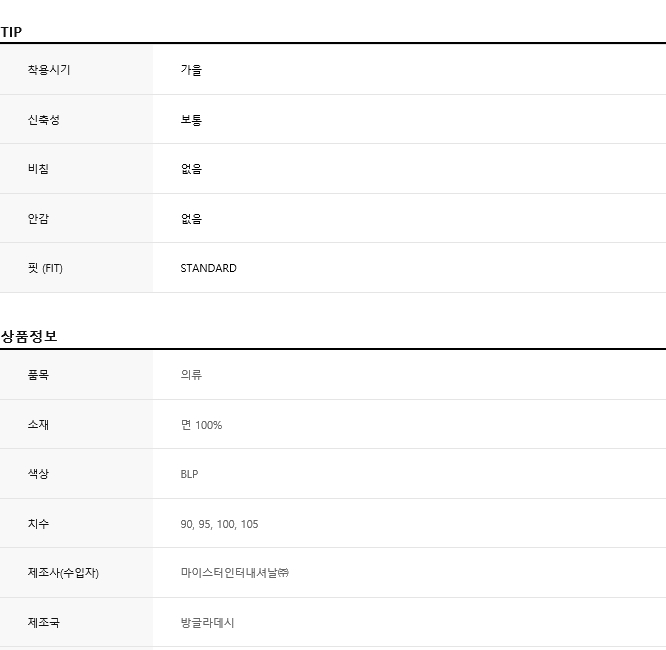 TIP
착용시기 가을
신축성 보통
비침 없음
안감 없음
핏 (FIT) STANDARD
상품정보
품목 의류
소재 면 100%
색상 BLP
치수 90, 95, 100, 105
제조사(수입자) 마이스터인터내셔날㈜
제조국 방글라데시